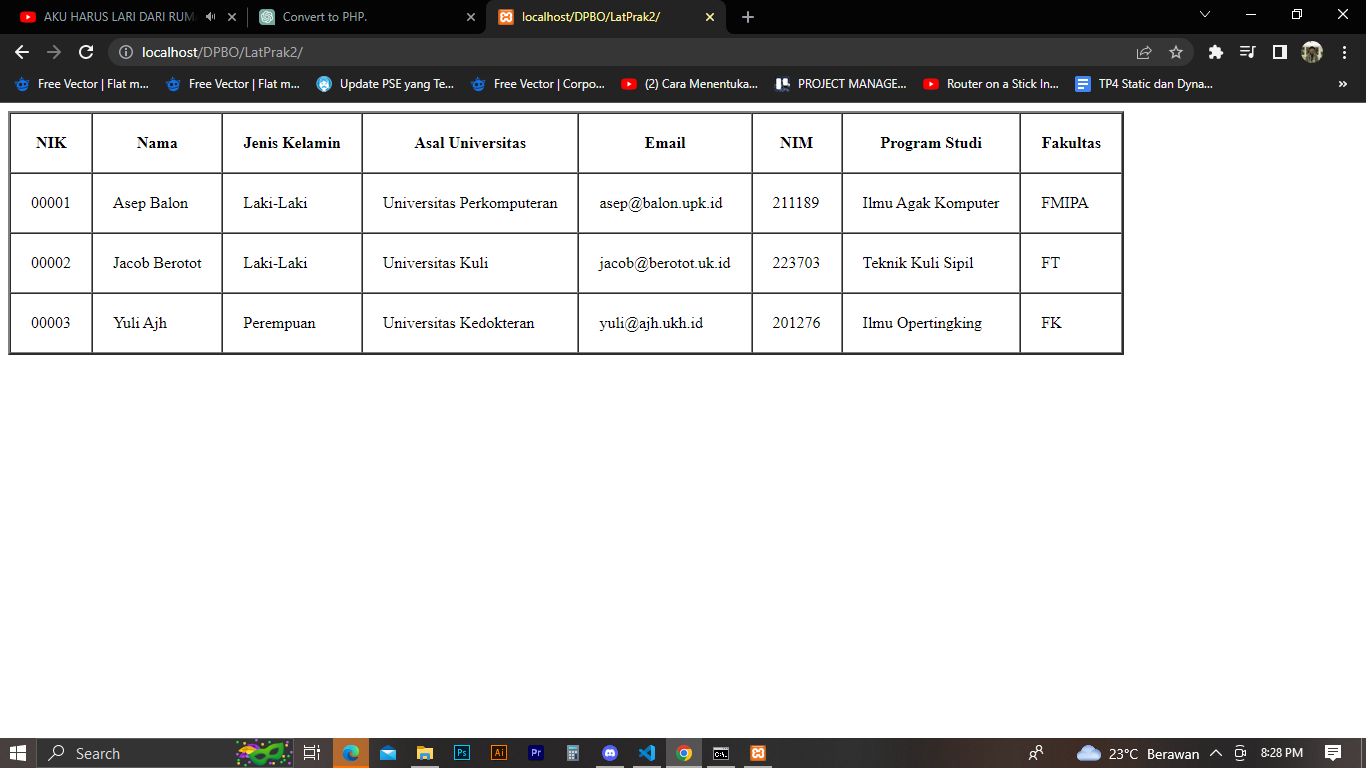 AKU HARUS LARI DARI RUM
Convert to PHP.
localhost/DPBO/LatPrak2/
localhost/DPBO/LatPrak2/
Free Vector | Flat m... Free Vector | Flat m... Update PSE yang Te... Free Vector | Corpo... (2) Cara Menentuka... PROJECT MANAGE... Router on a Stick In... TP4 Static dan Dyna... »
NIK Nama Jenis Kelamin Asal Universitas Email NIM Program Studi Fakultas
00001 Asep Balon Laki-Laki Universitas Perkomputeran asep@balon.upk.id 211189 Ilmu Agak Komputer FMIPA
00002 Jacob Berotot Laki-Laki Universitas Kuli jacob@berotot.uk.id 223703 Teknik Kuli Sipil FT
00003 Yuli Ajh Perempuan Universitas Kedokteran yuli@ajh.ukh.id 201276 Ilmu Opertingking FK
Search Ps Ai Pr C:\_ 23°C Berawan 8:28 PM